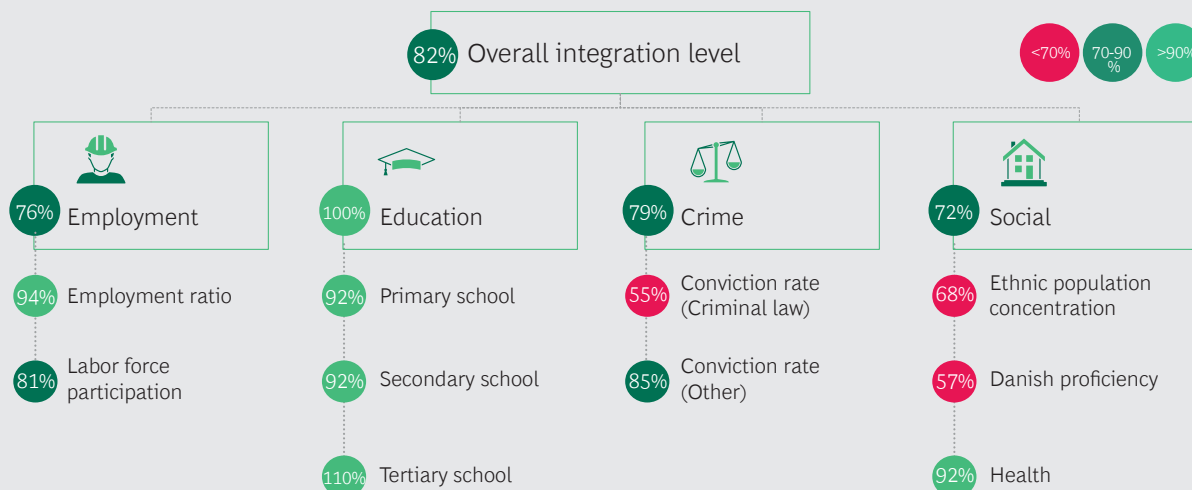 82% Overall integration level
<70%
70-90
%
>90%
76% Employment
94% Employment ratio
81% Labor force
participation
100% Education
92% Primary school
92% Secondary school
110% Tertiary school
79% Crime
55% Conviction rate
(Criminal law)
85% Conviction rate
(Other)
72% Social
68% Ethnic population
concentration
57% Danish proficiency
92% Health